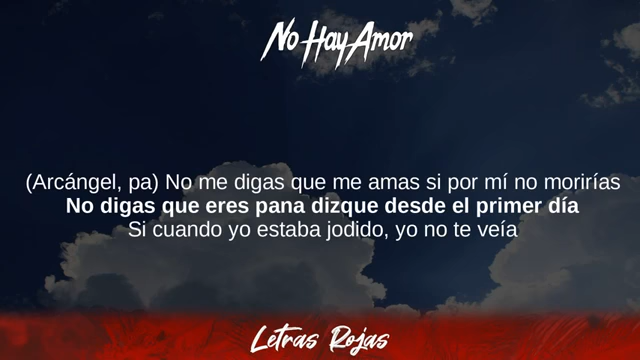 No Hay Amor
(Arcángel, pa) No me digas que me amas si por mí no morirías
No digas que eres pana dizque desde el primer día
Si cuando yo estaba jodido, yo no te veía
Letras Rojas